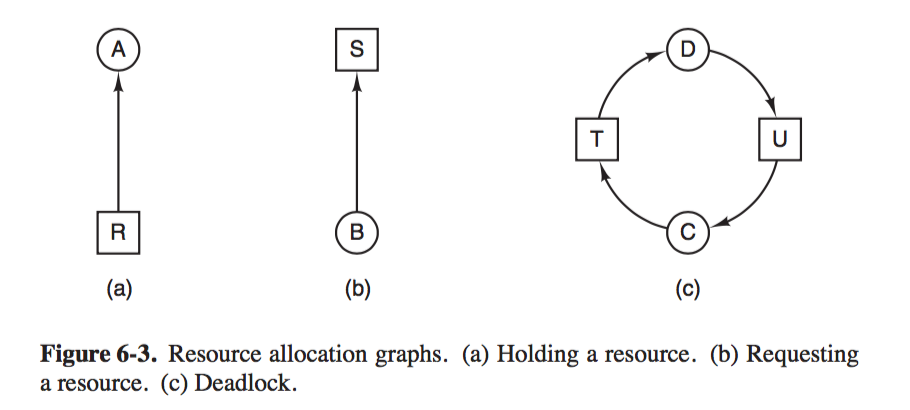 A
S
D
T
U
R
B
C
(a)
(b)
(c)
Figure 6-3. Resource allocation graphs. (a) Holding a resource. (b) Requesting
a resource. (c) Deadlock.